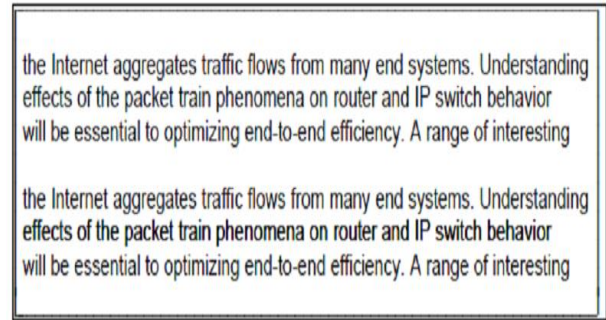 the Internet aggregates traffic flows from many end systems. Understanding
effects of the packet train phenomena on router and IP switch behavior
will be essential to optimizing end-to-end efficiency. A range of interesting
the Internet aggregates traffic flows from many end systems. Understanding
effects of the packet train phenomena on router and IP switch behavior
will be essential to optimizing end-to-end efficiency. A range of interesting